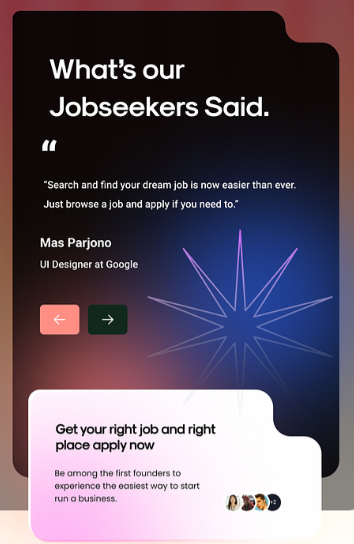 What's our
Jobseekers Said.
“
“Search and find your dream job is now easier than ever.
Just browse a job and apply if you need to.”
Mas Parjono
UI Designer at Google
Get your right job and right
place apply now
Be among the first founders to
experience the easiest way to start
run a business.
+2